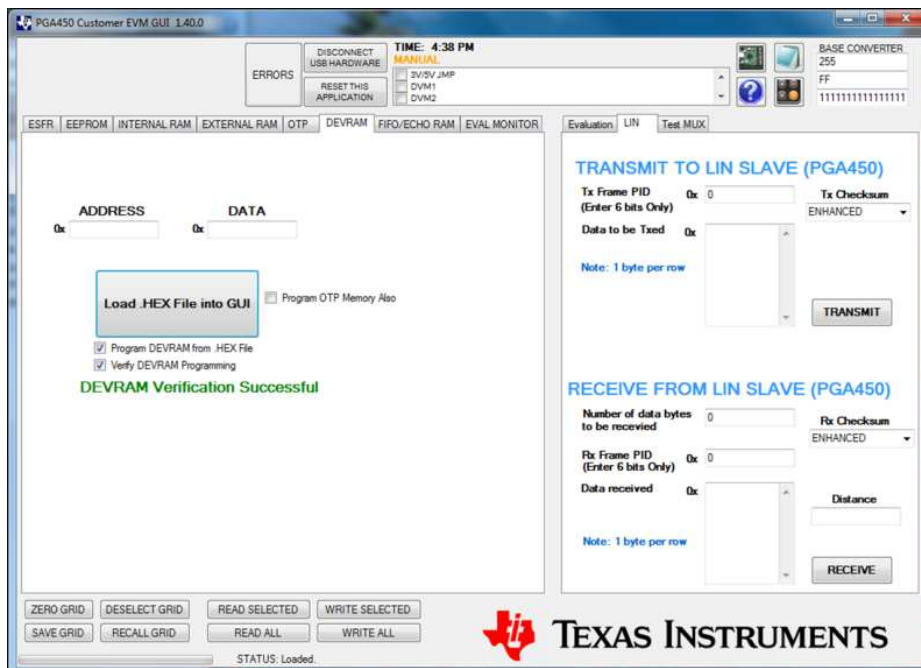 PGA450 Customer EVM GUI 1.40.0
ERRORS
DISCONNECT
USB HARDWARE
RESET THIS
APPLICATION
TIME: 4:38 PM
MANUAL
3V/5V JMP
DVM1
DVM2
BASE CONVERTER
255
FF
1111111111111111
ESFR EEPROM INTERNAL RAM EXTERNAL RAM OTP DEVRAM FIFO/ECHO RAM EVAL MONITOR
ADDRESS DATA
0x 0x
Load .HEX File into GUI
Program OTP Memory Also
Program DEVRAM from .HEX File
Verify DEVRAM Programming
DEVRAM Verification Successful
Evaluation LIN Test MUX
TRANSMIT TO LIN SLAVE (PGA450)
Tx Frame PID 0x 0
(Enter 6 bits Only)
Tx Checksum
ENHANCED
Data to be Txed 0x
Note: 1 byte per row
TRANSMIT
RECEIVE FROM LIN SLAVE (PGA450)
Number of data bytes 0
to be recevied
Rx Checksum
ENHANCED
Rx Frame PID 0x 0
(Enter 6 bits Only)
Data received 0x
Distance
Note: 1 byte per row
RECEIVE
ZERO GRID DESELECT GRID READ SELECTED WRITE SELECTED
SAVE GRID RECALL GRID READ ALL WRITE ALL
STATUS: Loaded.
TEXAS INSTRUMENTS